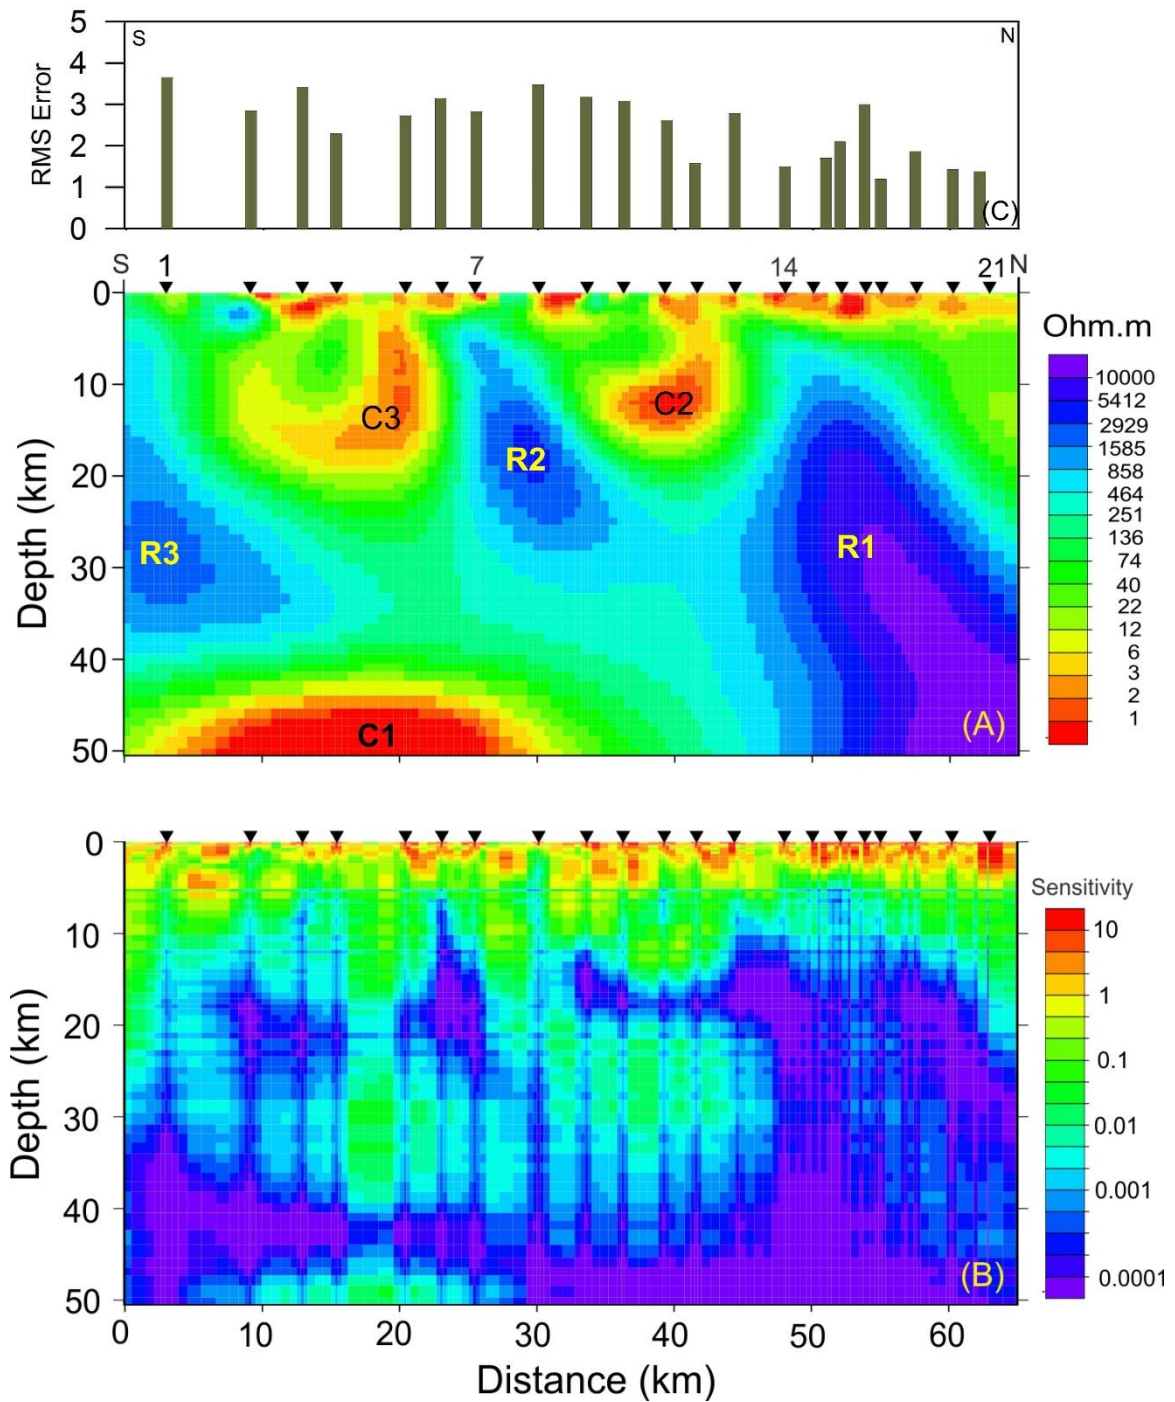 5
4
3
2
1
0
RMS Error
S
N
(C)
S 1 7 14 21 N
0
10
20
30
40
50
Depth (km)
C3
C2
R2
R3
R1
C1
(A)
Ohm.m
10000
5412
2929
1585
858
464
251
136
74
40
22
12
6
3
2
1
0
10
20
30
40
50
Depth (km)
(B)
Sensitivity
10
1
0.1
0.01
0.001
0.0001
0 10 20 30 40 50 60
Distance (km)